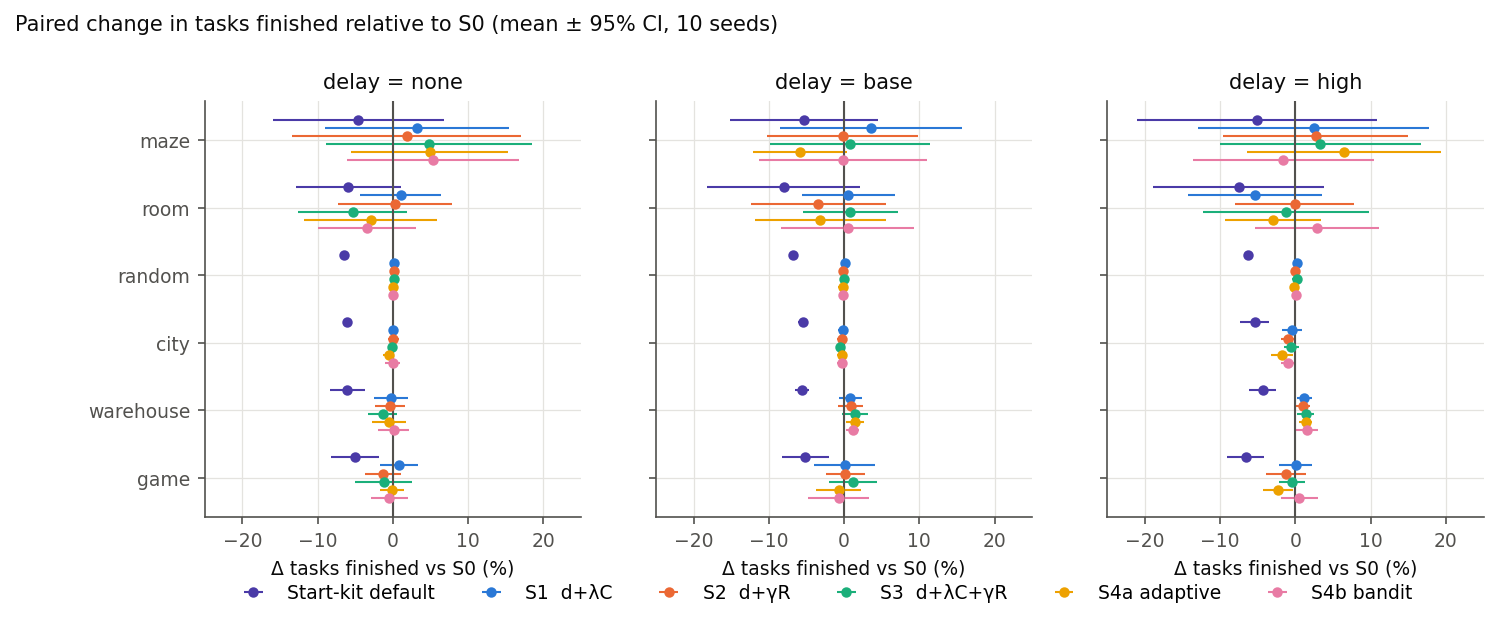 Paired change in tasks finished relative to S0 (mean ± 95% CI, 10 seeds)
delay = none
delay = base
delay = high
maze
room
random
city
warehouse
game
−20 −10 0 10 20
−20 −10 0 10 20
−20 −10 0 10 20
Δ tasks finished vs S0 (%)
Δ tasks finished vs S0 (%)
Δ tasks finished vs S0 (%)
Start-kit default S1 d+λC S2 d+γR S3 d+λC+γR S4a adaptive S4b bandit